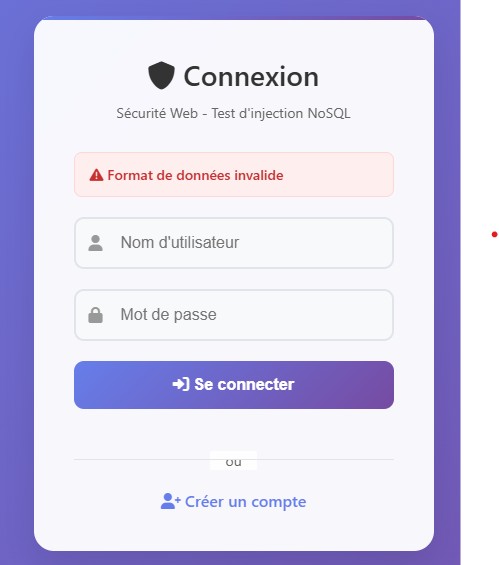 Connexion
Sécurité Web - Test d'injection NoSQL
Format de données invalide
Nom d'utilisateur
Mot de passe
Se connecter
ou
Créer un compte